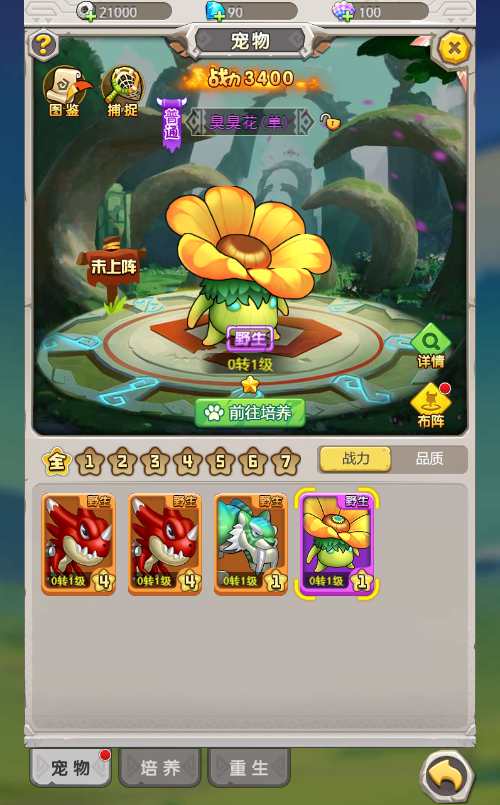 21000
90
100
?
宠物
战力3400
图鉴
捕捉
普通
臭臭花(单)
未上阵
野生
0转1级
详情
前往培养
布阵
全 1 2 3 4 5 6 7
战力 品质
野生 野生 野生 野生
0转1级 4 0转1级 4 0转1级 1 0转1级 1
宠物 培养 重生